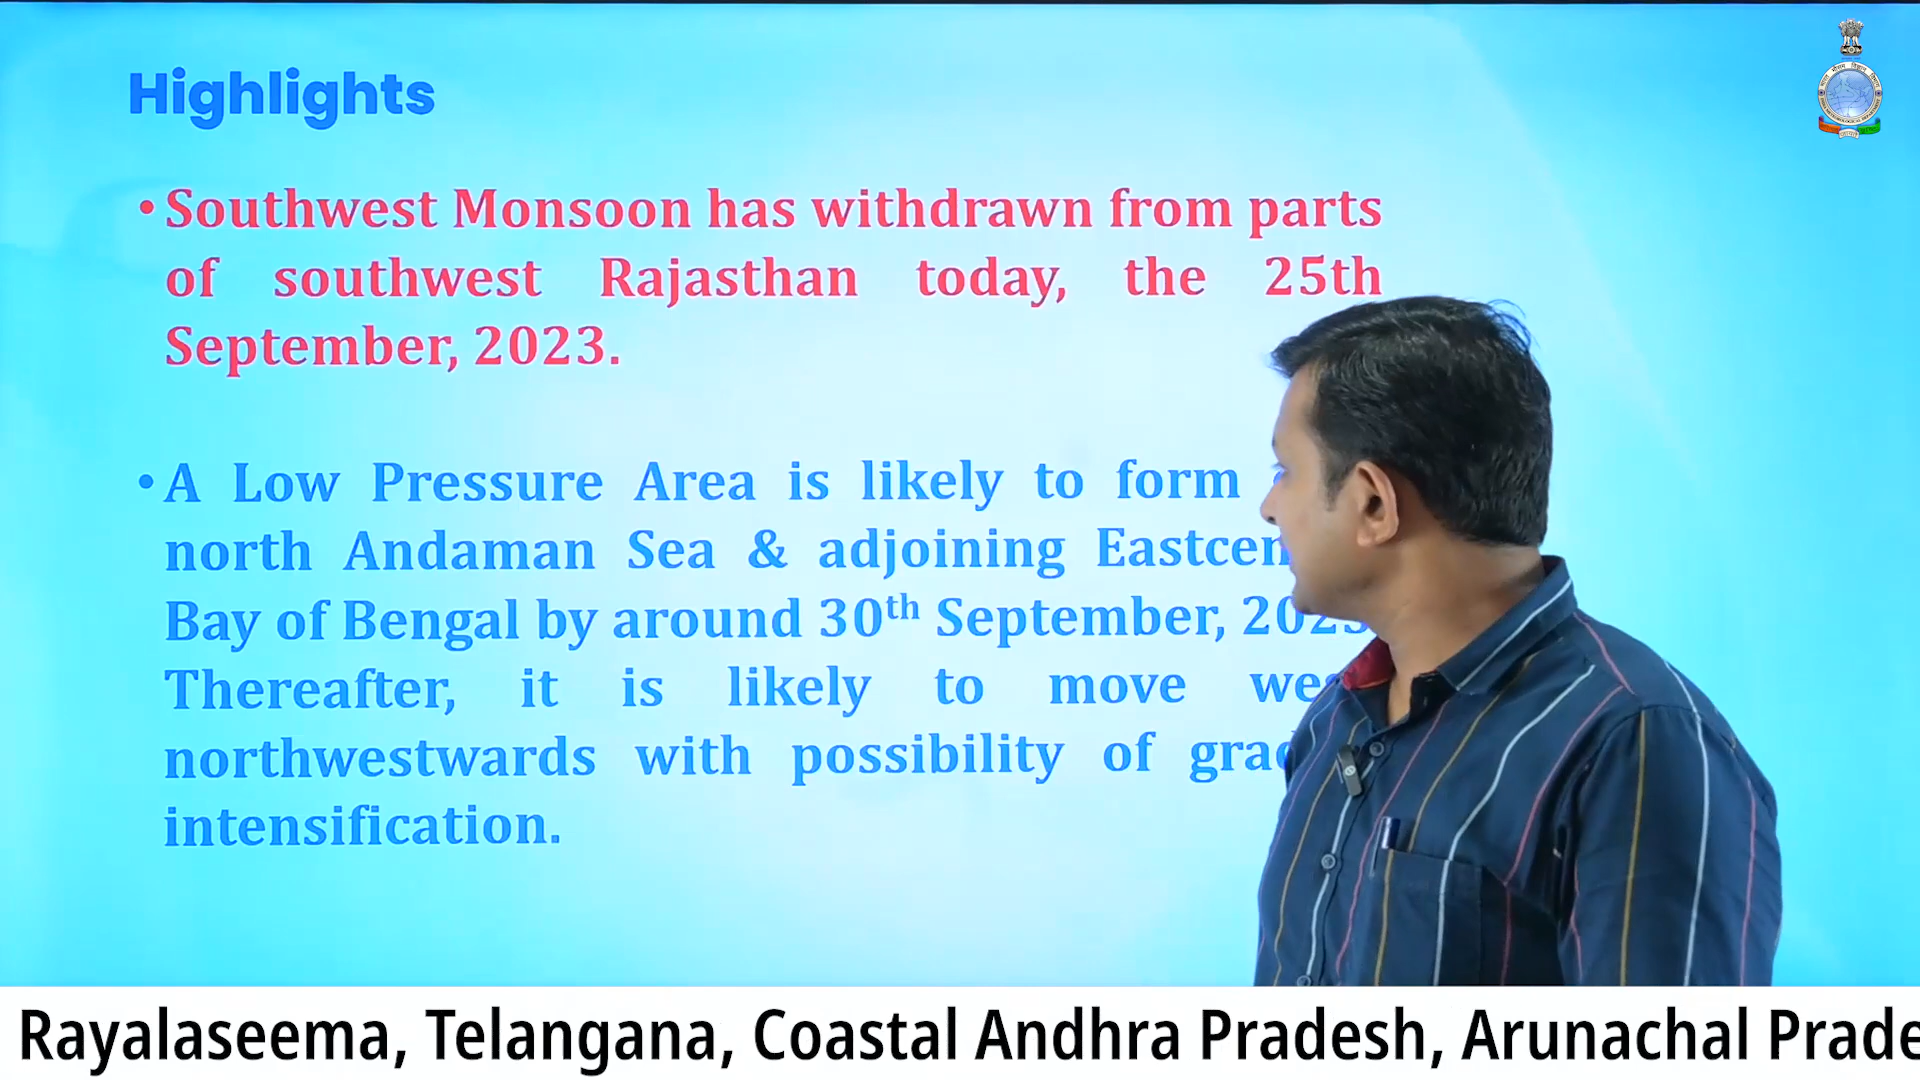 Highlights
• Southwest Monsoon has withdrawn from parts
of southwest Rajasthan today, the 25th
September, 2023.
• A Low Pressure Area is likely to form
north Andaman Sea & adjoining
Bay of Bengal by around 30th September,
Thereafter, it is likely to move
northwestwards with possibility of
intensification.
Rayalaseema, Telangana, Coastal Andhra Pradesh, Arunachal